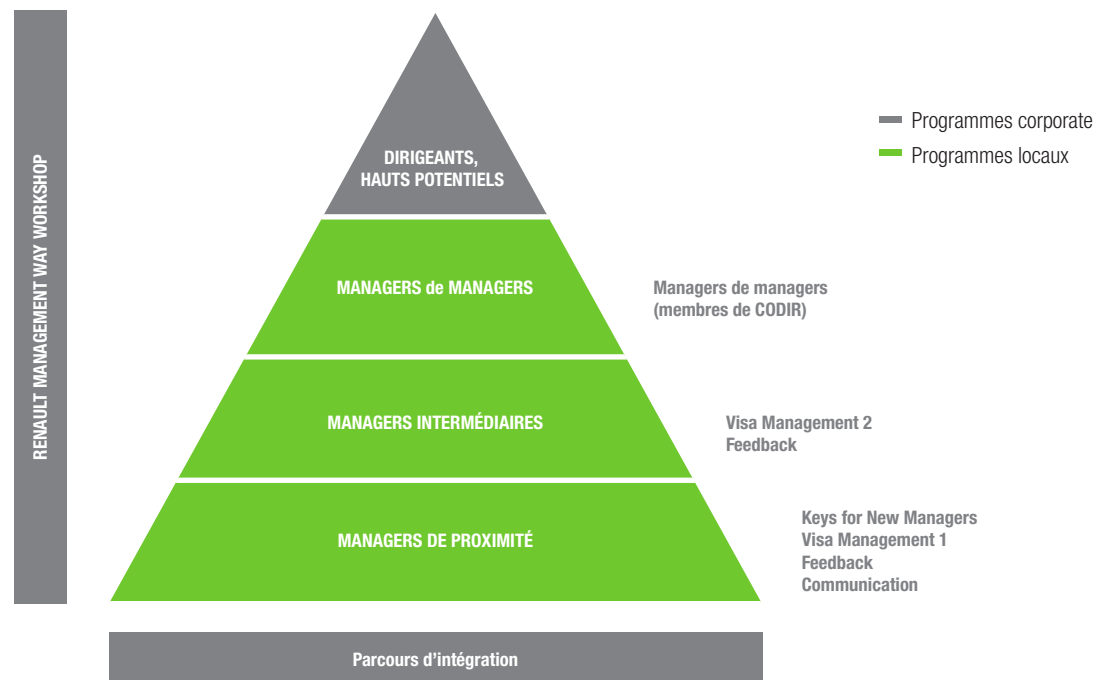 RENAULT MANAGEMENT WAY WORKSHOP
DIRIGEANTS,
HAUTS POTENTIELS
Programmes corporate
Programmes locaux
MANAGERS de MANAGERS
Managers de managers
(membres de CODIR)
MANAGERS INTERMÉDIAIRES
Visa Management 2
Feedback
MANAGERS DE PROXIMITÉ
Keys for New Managers
Visa Management 1
Feedback
Communication
Parcours d’intégration